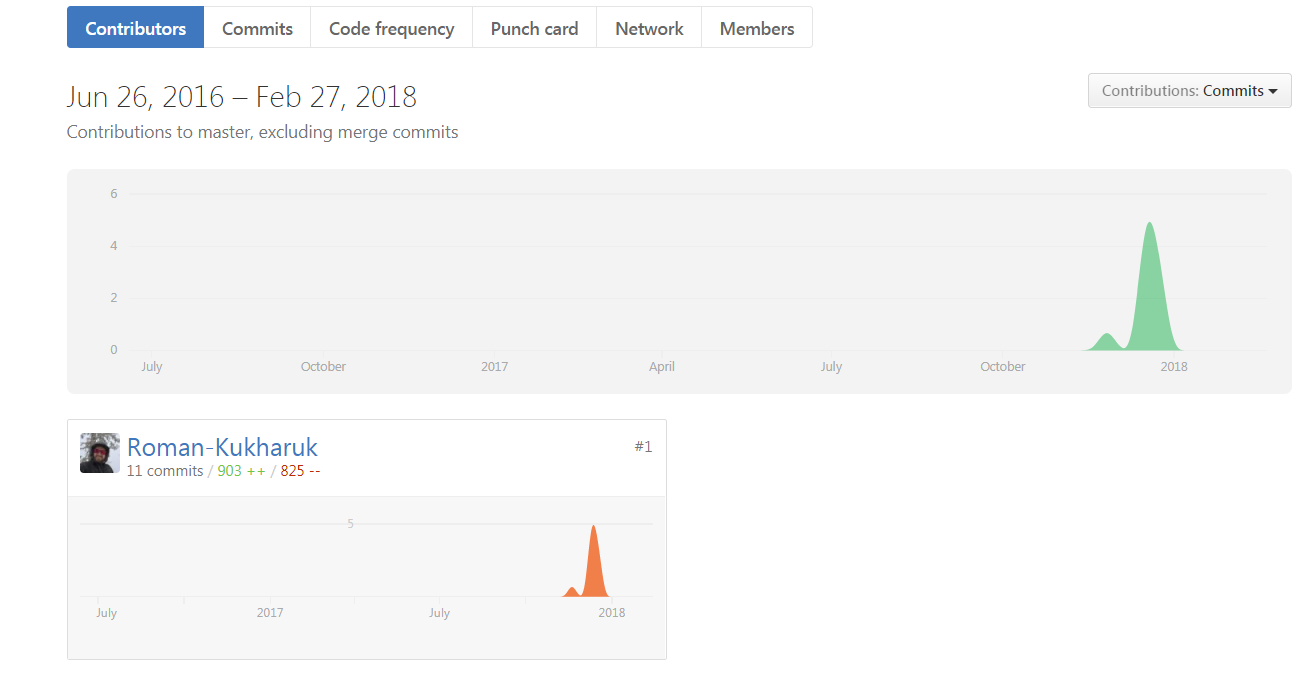 Contributors Commits Code frequency Punch card Network Members
Jun 26, 2016 – Feb 27, 2018
Contributions: Commits
Contributions to master, excluding merge commits
6
4
2
0
July October 2017 April July October 2018
Roman-Kukharuk
#1
11 commits / 903 ++ / 825 --
5
July 2017 July 2018